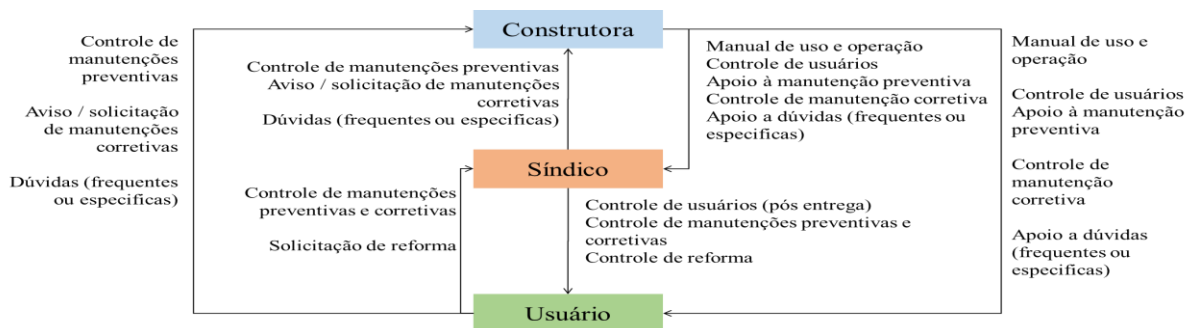 Construtora
Controle de
manutenções
preventivas
Aviso / solicitação
de manutenções
corretivas
Dúvidas (frequentes
ou especificas)
Controle de manutenções preventivas
Aviso / solicitação de manutenções
corretivas
Dúvidas (frequentes ou especificas)
Manual de uso e operação
Controle de usuários
Apoio à manutenção preventiva
Controle de manutenção corretiva
Apoio a dúvidas (frequentes ou
especificas)
Manual de uso e
operação
Controle de usuários
Apoio à manutenção
preventiva
Controle de
manutenção
corretiva
Apoio a dúvidas
(frequentes ou
especificas)
Síndico
Controle de manutenções
preventivas e corretivas
Solicitação de reforma
Controle de usuários (pós entrega)
Controle de manutenções preventivas e
corretivas
Controle de reforma
Usuário